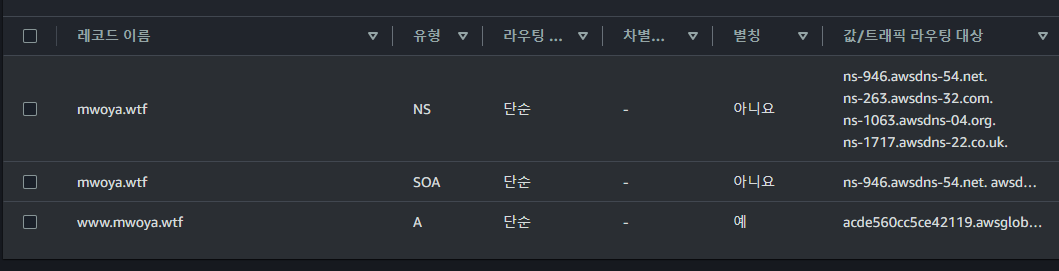 레코드 이름 유형 라우팅 ... 차별... 별칭 값/트래픽 라우팅 대상
ns-946.awsdns-54.net.
ns-263.awsdns-32.com.
mwoya.wtf NS 단순 - 아니요
ns-1063.awsdns-04.org.
ns-1717.awsdns-22.co.uk.
mwoya.wtf SOA 단순 - 아니요 ns-946.awsdns-54.net. awsd...
www.mwoya.wtf A 단순 - 예 acde560cc5ce42119.awsglob...